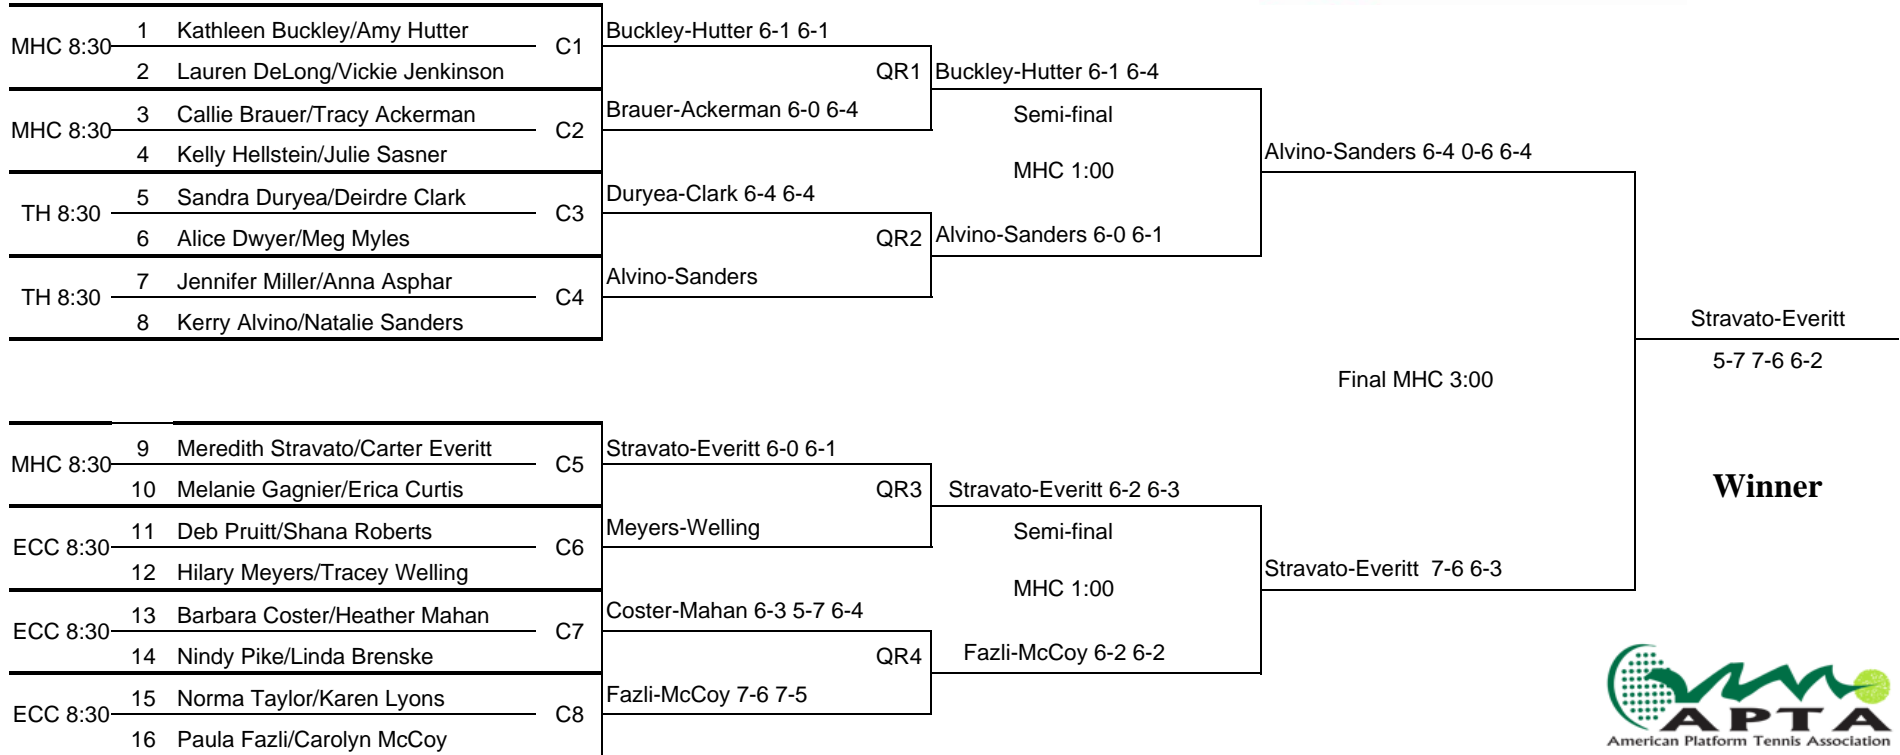 1 Kathleen Buckley/Amy Hutter
MHC 8:30 C1
2 Lauren DeLong/Vickie Jenkinson
3 Callie Brauer/Tracy Ackerman
MHC 8:30 C2
4 Kelly Hellstein/Julie Sasner
5 Sandra Duryea/Deirdre Clark
TH 8:30 C3
6 Alice Dwyer/Meg Myles
7 Jennifer Miller/Anna Asphar
TH 8:30 C4
8 Kerry Alvino/Natalie Sanders
9 Meredith Stravato/Carter Everitt
MHC 8:30 C5
10 Melanie Gagnier/Erica Curtis
11 Deb Pruitt/Shana Roberts
ECC 8:30 C6
12 Hilary Meyers/Tracey Welling
13 Barbara Coster/Heather Mahan
ECC 8:30 C7
14 Nindy Pike/Linda Brenske
15 Norma Taylor/Karen Lyons
ECC 8:30 C8
16 Paula Fazli/Carolyn McCoy
Buckley-Hutter 6-1 6-1
QR1
Brauer-Ackerman 6-0 6-4
Duryea-Clark 6-4 6-4
QR2
Alvino-Sanders
Stravato-Everitt 6-0 6-1
QR3
Meyers-Welling
Coster-Mahan 6-3 5-7 6-4
QR4
Fazli-McCoy 7-6 7-5
Buckley-Hutter 6-1 6-4
Semi-final
MHC 1:00
Alvino-Sanders 6-0 6-1
Stravato-Everitt 6-2 6-3
Semi-final
MHC 1:00
Fazli-McCoy 6-2 6-2
Alvino-Sanders 6-4 0-6 6-4
Final MHC 3:00
Stravato-Everitt 7-6 6-3
Stravato-Everitt
5-7 7-6 6-2
Winner
APTA
American Platform Tennis Association